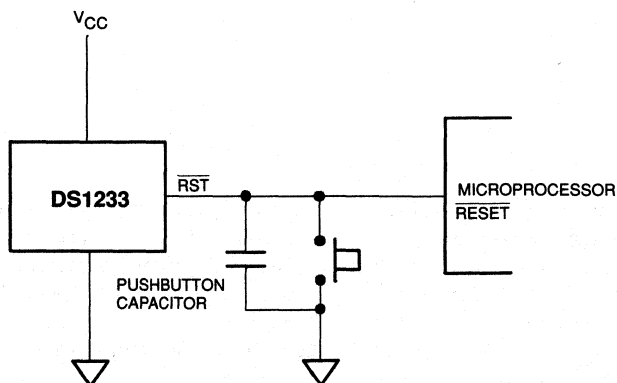 VCC
DS1233
RST
MICROPROCESSOR
RESET
PUSHBUTTON
CAPACITOR